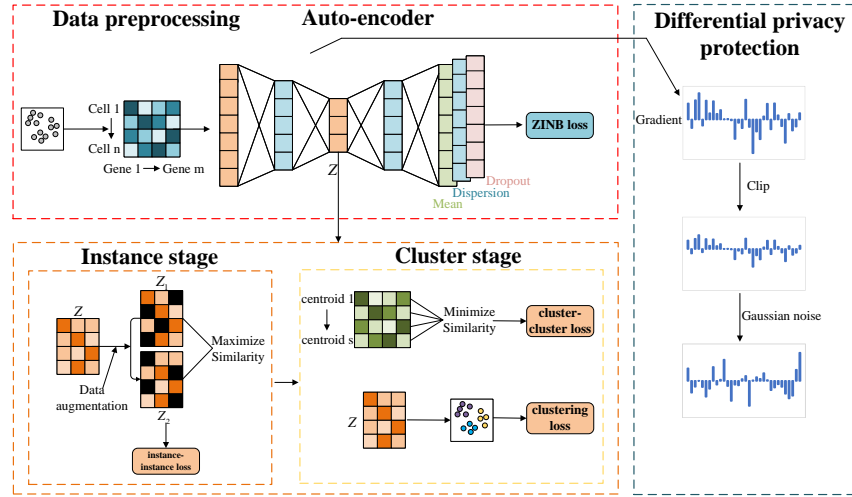 Data preprocessing
Auto-encoder
Differential privacy
protection
Cell 1
Cell n
Gene 1
Gene m
Z
ZINB loss
Dropout
Dispersion
Mean
Gradient
Clip
Gaussian noise
Instance stage
Z
Data
augmentation
Z1
Z2
Maximize
Similarity
instance-
instance loss
Cluster stage
centroid 1
centroid s
Minimize
Similarity
cluster-
cluster loss
Z
clustering
loss